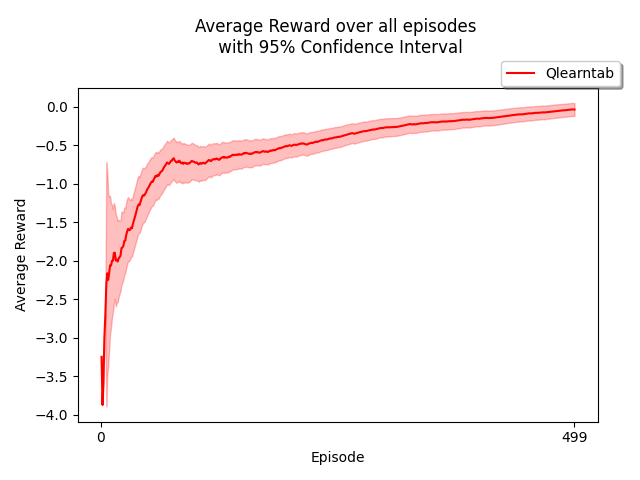 Average Reward over all episodes
with 95% Confidence Interval
Qlearntab
0.0
−0.5
−1.0
−1.5
−2.0
−2.5
−3.0
−3.5
−4.0
Average Reward
0
499
Episode